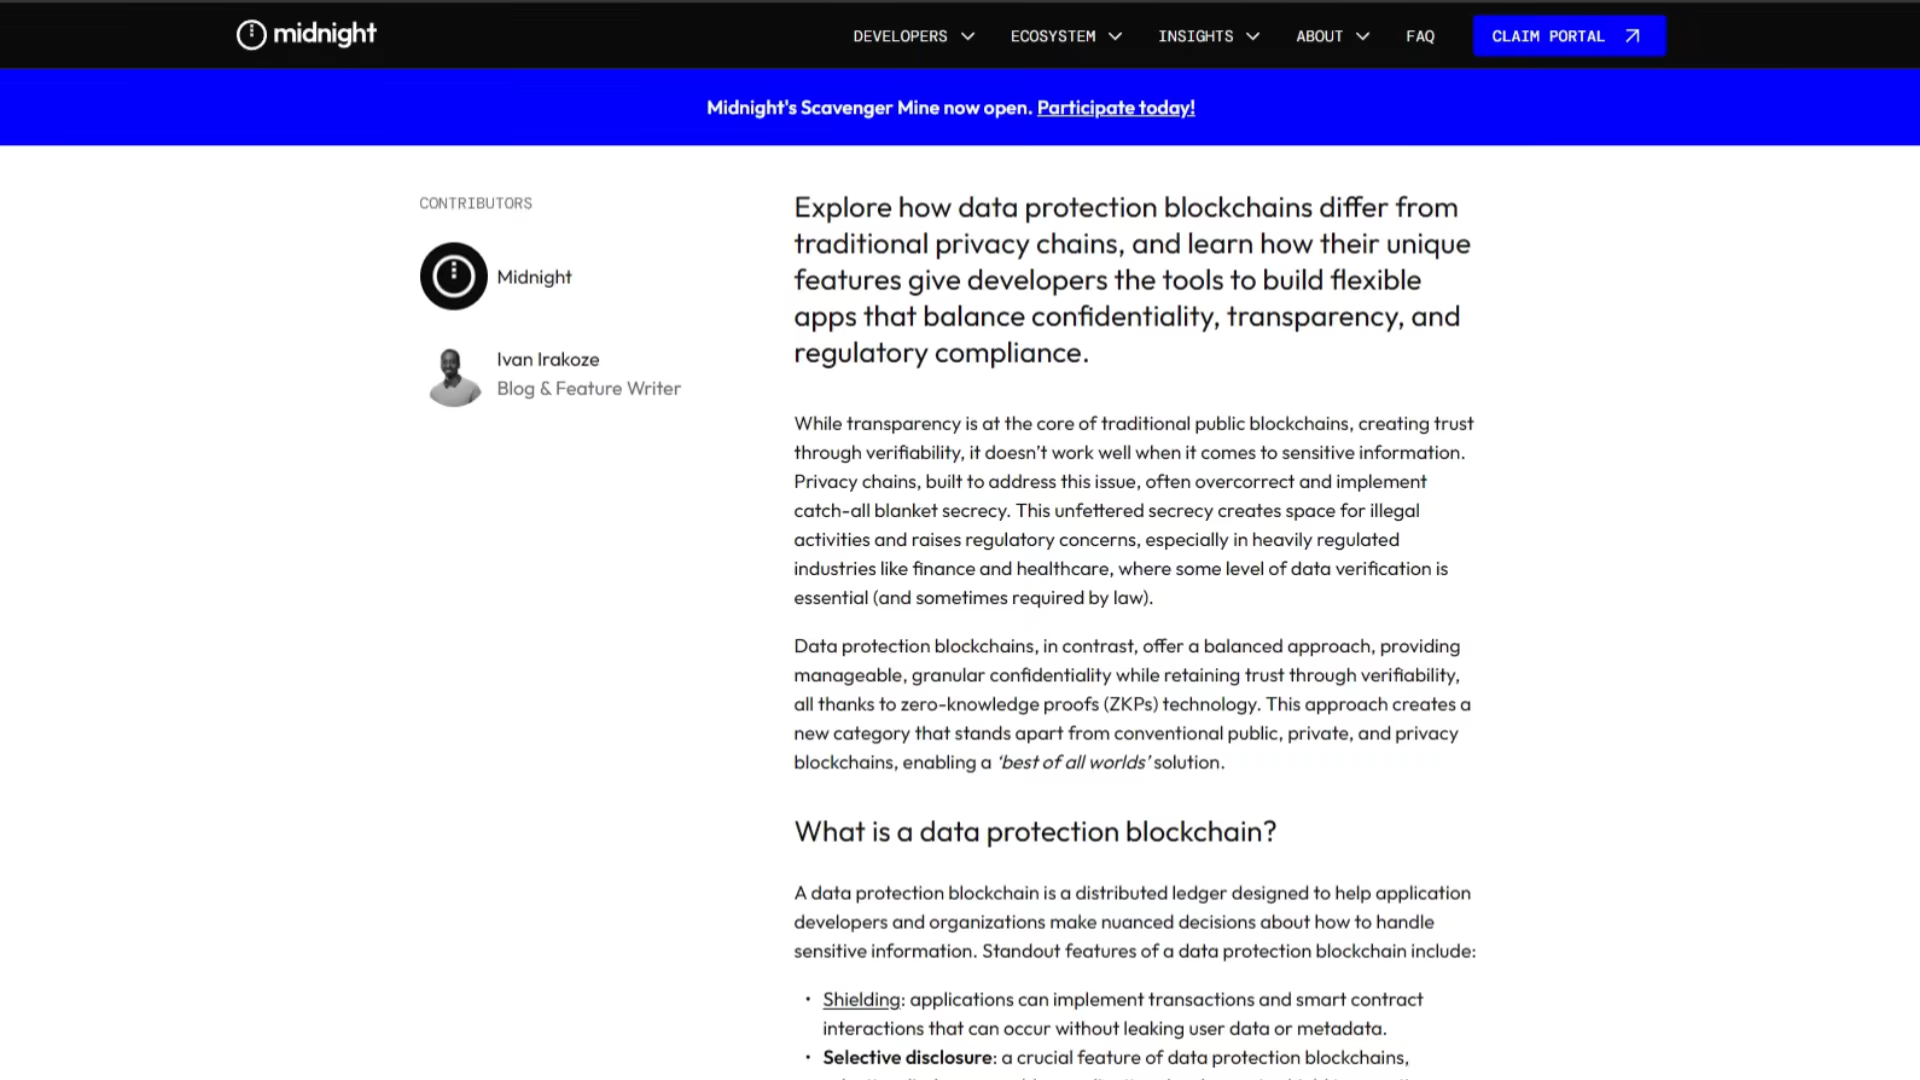 midnight
DEVELOPERS
ECOSYSTEM
INSIGHTS
ABOUT
FAQ
CLAIM PORTAL
Midnight's Scavenger Mine now open. Participate today!
CONTRIBUTORS
Midnight
Ivan Irakoze
Blog & Feature Writer
Explore how data protection blockchains differ from
traditional privacy chains, and learn how their unique
features give developers the tools to build flexible
apps that balance confidentiality, transparency, and
regulatory compliance.
While transparency is at the core of traditional public blockchains, creating trust
through verifiability, it doesn't work well when it comes to sensitive information.
Privacy chains, built to address this issue, often overcorrect and implement
catch-all blanket secrecy. This unfettered secrecy creates space for illegal
activities and raises regulatory concerns, especially in heavily regulated
industries like finance and healthcare, where some level of data verification is
essential (and sometimes required by law).
Data protection blockchains, in contrast, offer a balanced approach, providing
manageable, granular confidentiality while retaining trust through verifiability,
all thanks to zero-knowledge proofs (ZKPs) technology. This approach creates a
new category that stands apart from conventional public, private, and privacy
blockchains, enabling a 'best of all worlds' solution.
What is a data protection blockchain?
A data protection blockchain is a distributed ledger designed to help application
developers and organizations make nuanced decisions about how to handle
sensitive information. Standout features of a data protection blockchain include:
• Shielding: applications can implement transactions and smart contract
interactions that can occur without leaking user data or metadata.
• Selective disclosure: a crucial feature of data protection blockchains,